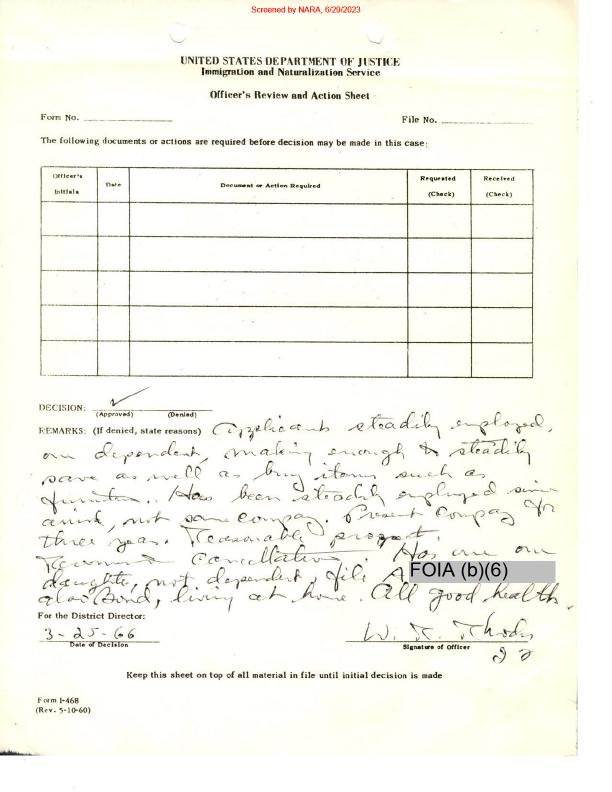 Screened by NARA, 6/29/2023
UNITED STATES DEPARTMENT OF JUSTICE
Immigration and Naturalization Service
Officer's Review and Action Sheet
Form No. File No.
The following documents or actions are required before decision may be made in this case:
Officer's Initials Date Document or Action Required Requested (Check) Received (Check)
DECISION: ✓
(Approved) (Denied)
REMARKS: (If denied, state reasons) Applicants steadily employed,
one dependent, making enough to steadily
save as well as buy items such as
furniture. Has been steadily employed since
not same company. Present Company for
three years. Reasonable prospect.
Recommend Cancellation. Has one
daughter, not dependent, file A FOIA (b)(6)
also Bond, living at home. All good health.
For the District Director:
3-25-66 W. R. Rhods
Date of Decision Signature of Officer
Keep this sheet on top of all material in file until initial decision is made
Form I-468
(Rev. 5-10-60)